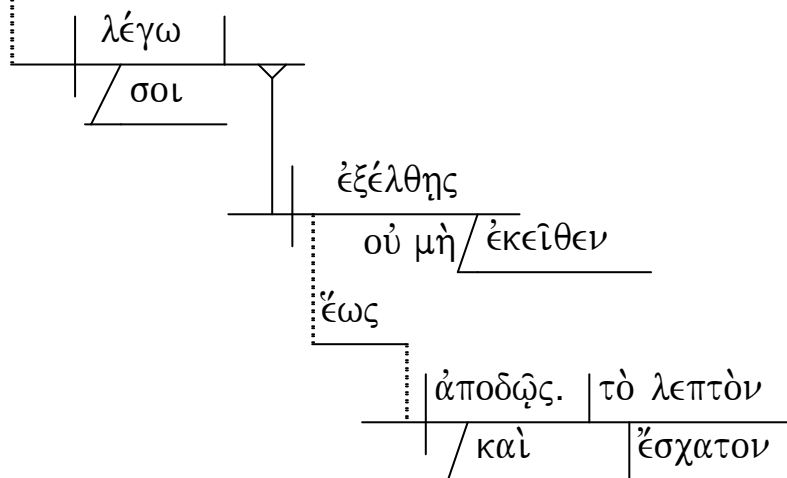 λέγω
σοι
ἐξέλθῃς
οὐ μὴ ἐκεῖθεν
ἕως
ἀποδῷς. τὸ λεπτὸν
καὶ ἔσχατον